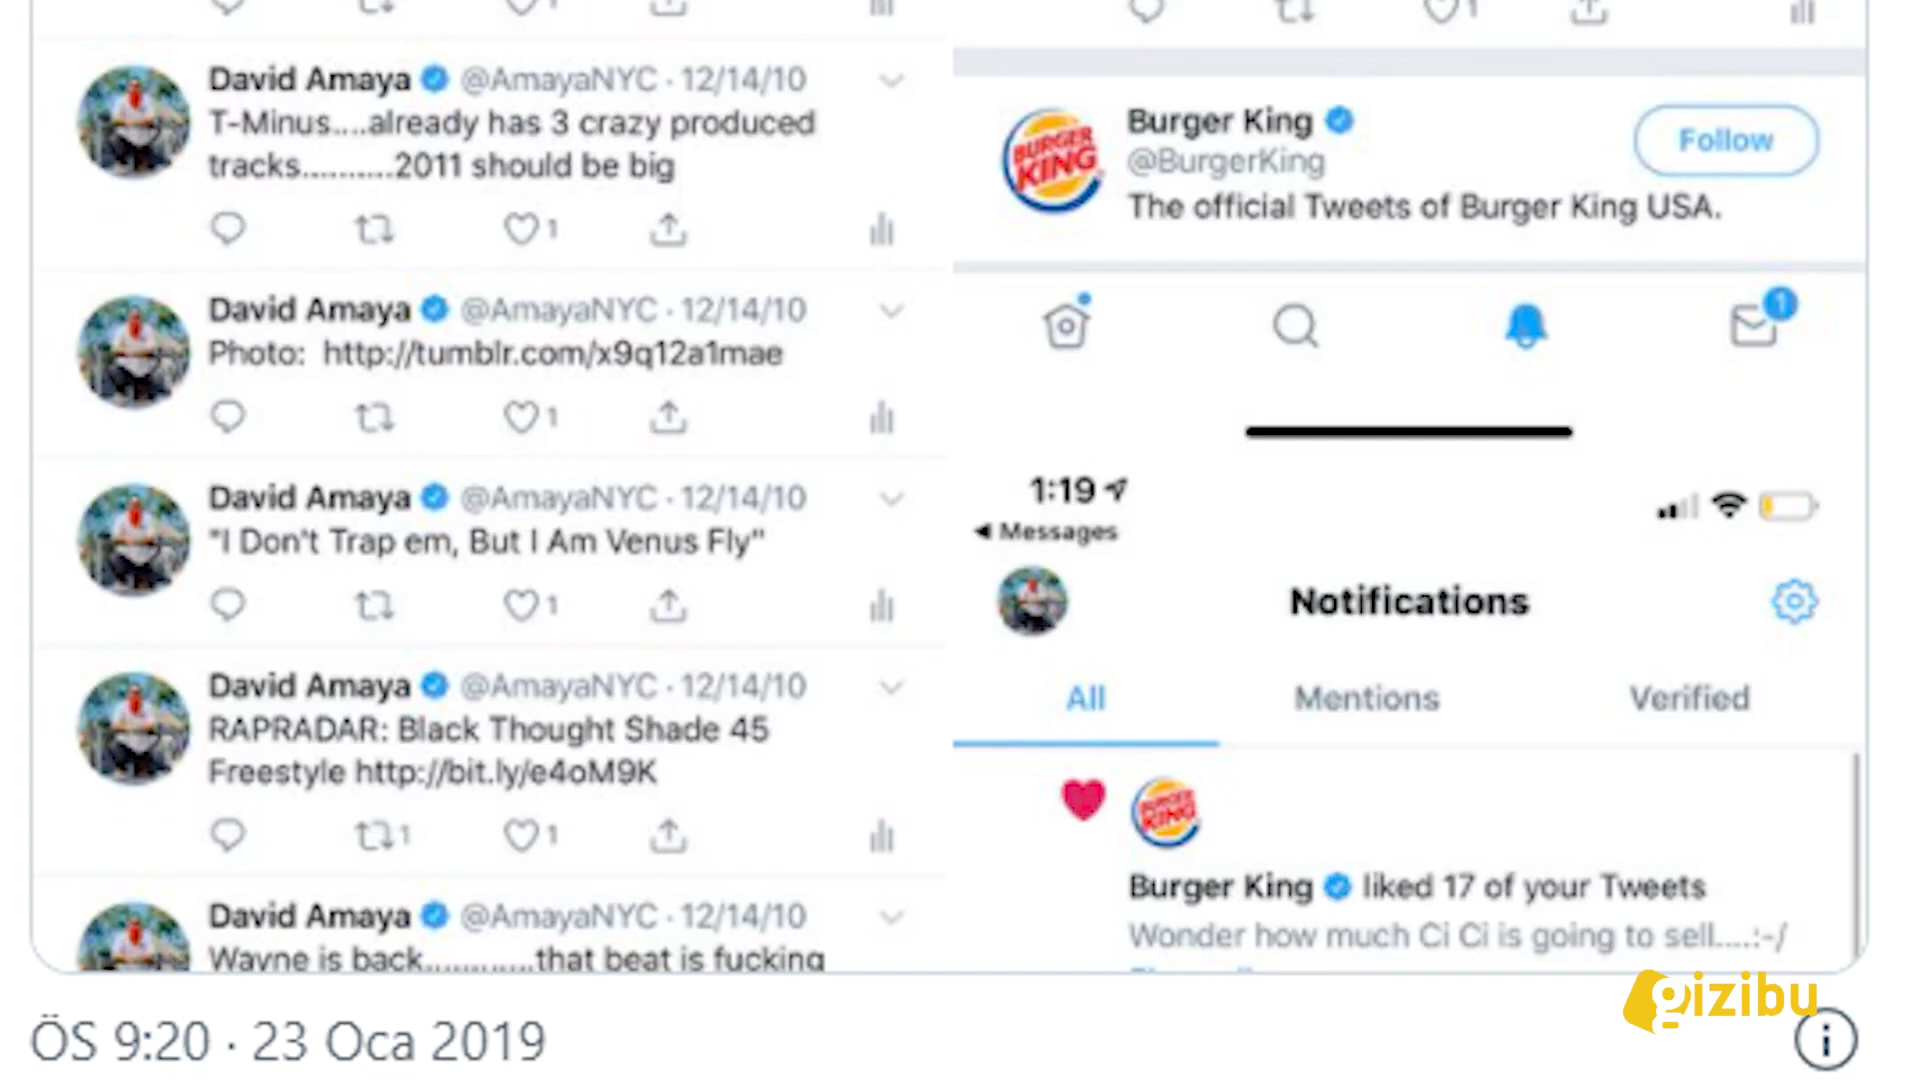 1
David Amaya @AmayaNYC · 12/14/10
T-Minus....already has 3 crazy produced
tracks..........2011 should be big
1
David Amaya @AmayaNYC · 12/14/10
Photo: http://tumblr.com/x9q12a1mae
1
David Amaya @AmayaNYC · 12/14/10
"I Don't Trap em, But I Am Venus Fly"
1
David Amaya @AmayaNYC · 12/14/10
RAPRADAR: Black Thought Shade 45
Freestyle http://bit.ly/e4oM9K
1 1
David Amaya @AmayaNYC · 12/14/10
Wayne is back............that beat is fucking
1
BURGER KING
Burger King
@BurgerKing
Follow
The official Tweets of Burger King USA.
1
1:19
Messages
Notifications
All Mentions Verified
BURGER KING
Burger King liked 17 of your Tweets
Wonder how much Ci Ci is going to sell....:-/
gizibu
ÖS 9:20 · 23 Oca 2019